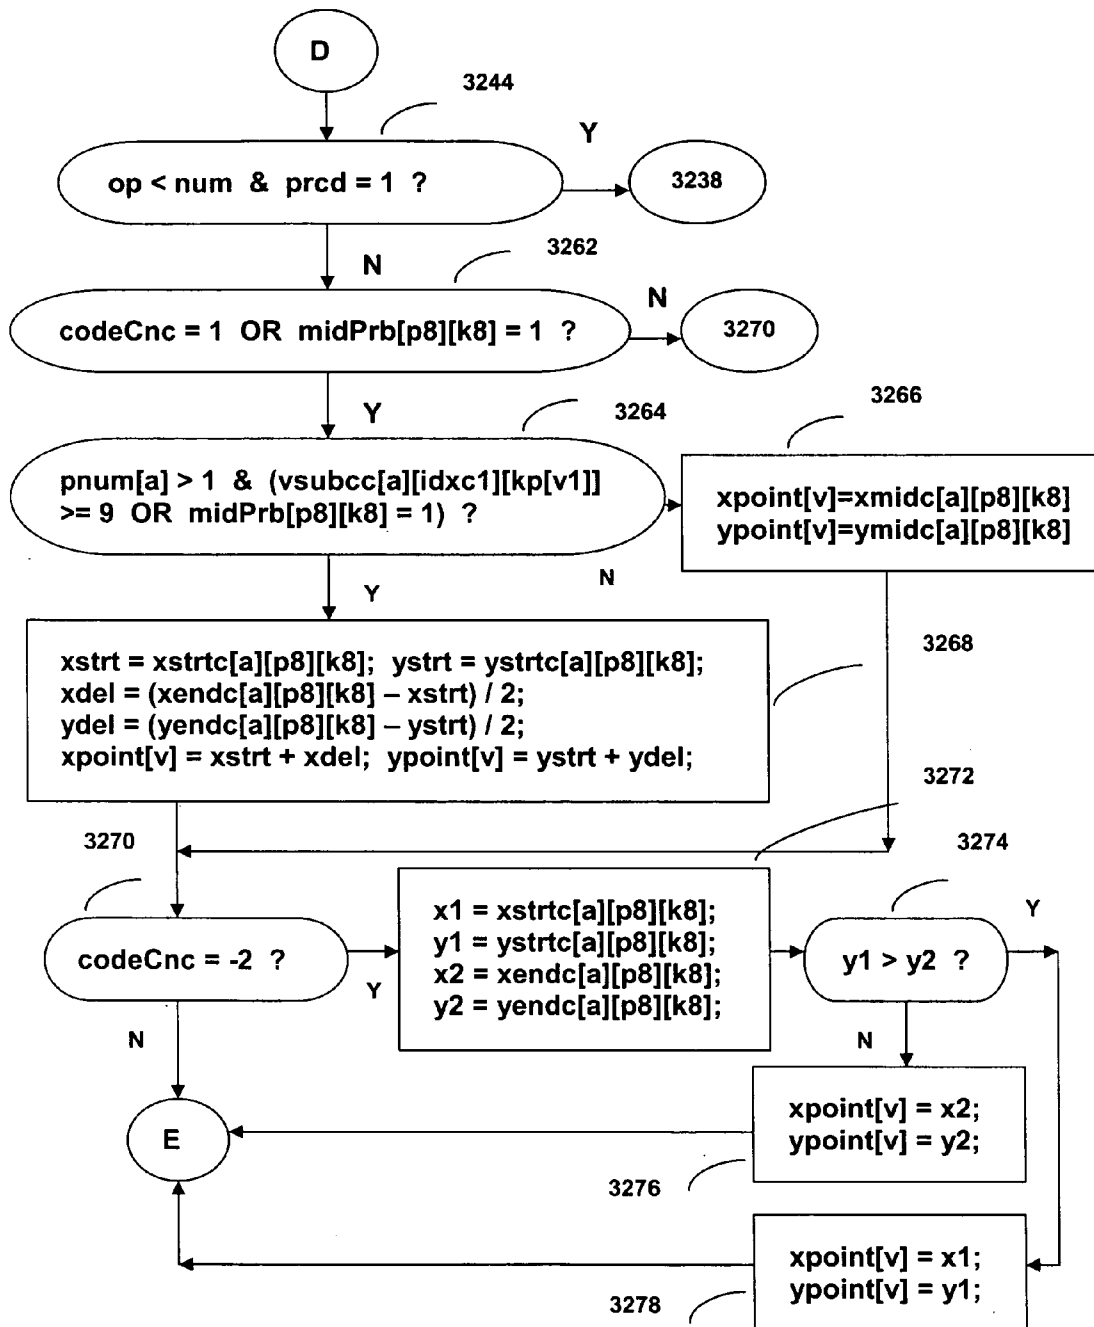 D
3244
op < num & prcd = 1 ?
Y
3238
N
3262
codeCnc = 1 OR midPrb[p8][k8] = 1 ?
N
3270
Y
3264
3266
pnum[a] > 1 & (vsubcc[a][idxc1][kp[v1]]
>= 9 OR midPrb[p8][k8] = 1) ?
xpoint[v]=xmidc[a][p8][k8]
ypoint[v]=ymidc[a][p8][k8]
N
Y
3268
xstrt = xstrtc[a][p8][k8]; ystrt = ystrtc[a][p8][k8];
xdel = (xendc[a][p8][k8] – xstrt) / 2;
ydel = (yendc[a][p8][k8] – ystrt) / 2;
xpoint[v] = xstrt + xdel; ypoint[v] = ystrt + ydel;
3272
3270
3274
codeCnc = -2 ?
Y
x1 = xstrtc[a][p8][k8];
y1 = ystrtc[a][p8][k8];
x2 = xendc[a][p8][k8];
y2 = yendc[a][p8][k8];
y1 > y2 ?
Y
N
N
E
xpoint[v] = x2;
ypoint[v] = y2;
3276
xpoint[v] = x1;
ypoint[v] = y1;
3278